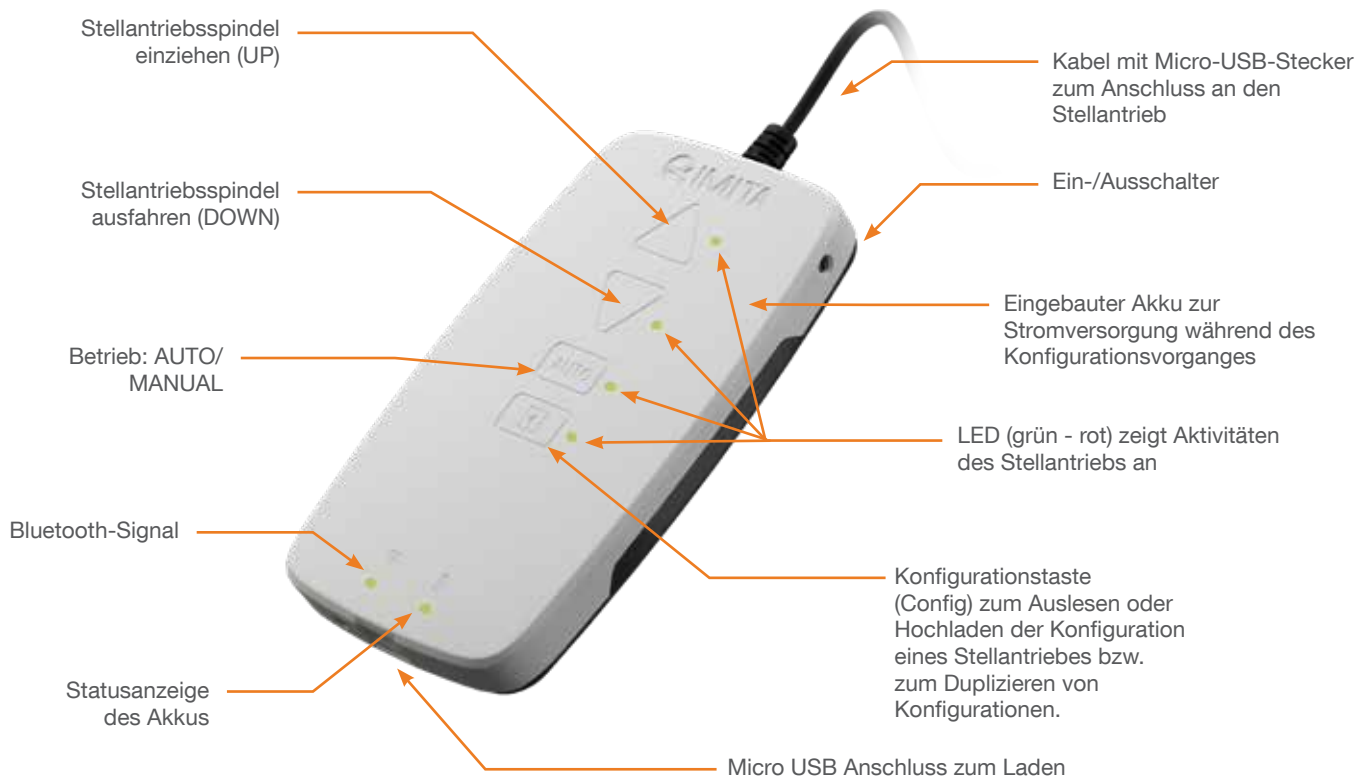 Stellantriebsspindel
einziehen (UP)
Kabel mit Micro-USB-Stecker
zum Anschluss an den
Stellantrieb
Stellantriebsspindel
ausfahren (DOWN)
Ein-/Ausschalter
IMITA
Eingebauter Akku zur
Stromversorgung während des
Konfigurationsvorganges
Betrieb: AUTO/
MANUAL
AUTO
LED (grün - rot) zeigt Aktivitäten
des Stellantriebs an
Bluetooth-Signal
Konfigurationstaste
(Config) zum Auslesen oder
Hochladen der Konfiguration
eines Stellantriebes bzw.
zum Duplizieren von
Konfigurationen.
Statusanzeige
des Akkus
Micro USB Anschluss zum Laden